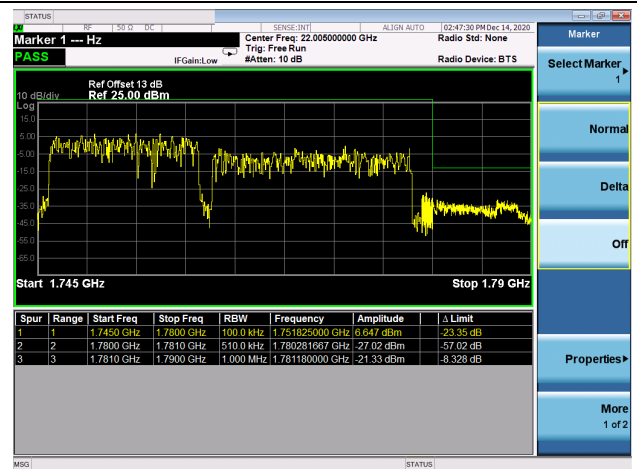 STATUS
RF 50 Ω DC SENSE:INT ALIGN AUTO 02:47:30 PM Dec 14, 2020
Marker 1 --- Hz Center Freq: 22.005000000 GHz Radio Std: None
Trig: Free Run
PASS IFGain:Low #Atten: 10 dB Radio Device: BTS
Ref Offset 13 dB
10 dB/div Ref 25.00 dBm
Log
15.0
5.00
-5.00
-15.0
-25.0
-35.0
-45.0
-55.0
-65.0
Start 1.745 GHz Stop 1.79 GHz
Spur Range Start Freq Stop Freq RBW Frequency Amplitude Δ Limit
1 1 1.7450 GHz 1.7800 GHz 100.0 kHz 1.751825000 GHz 6.647 dBm -23.35 dB
2 2 1.7800 GHz 1.7810 GHz 510.0 kHz 1.780281667 GHz -27.02 dBm -57.02 dB
3 3 1.7810 GHz 1.7900 GHz 1.000 MHz 1.781180000 GHz -21.33 dBm -8.328 dB
MSG STATUS
Marker
Select Marker
1
Normal
Delta
Off
Properties
More
1 of 2